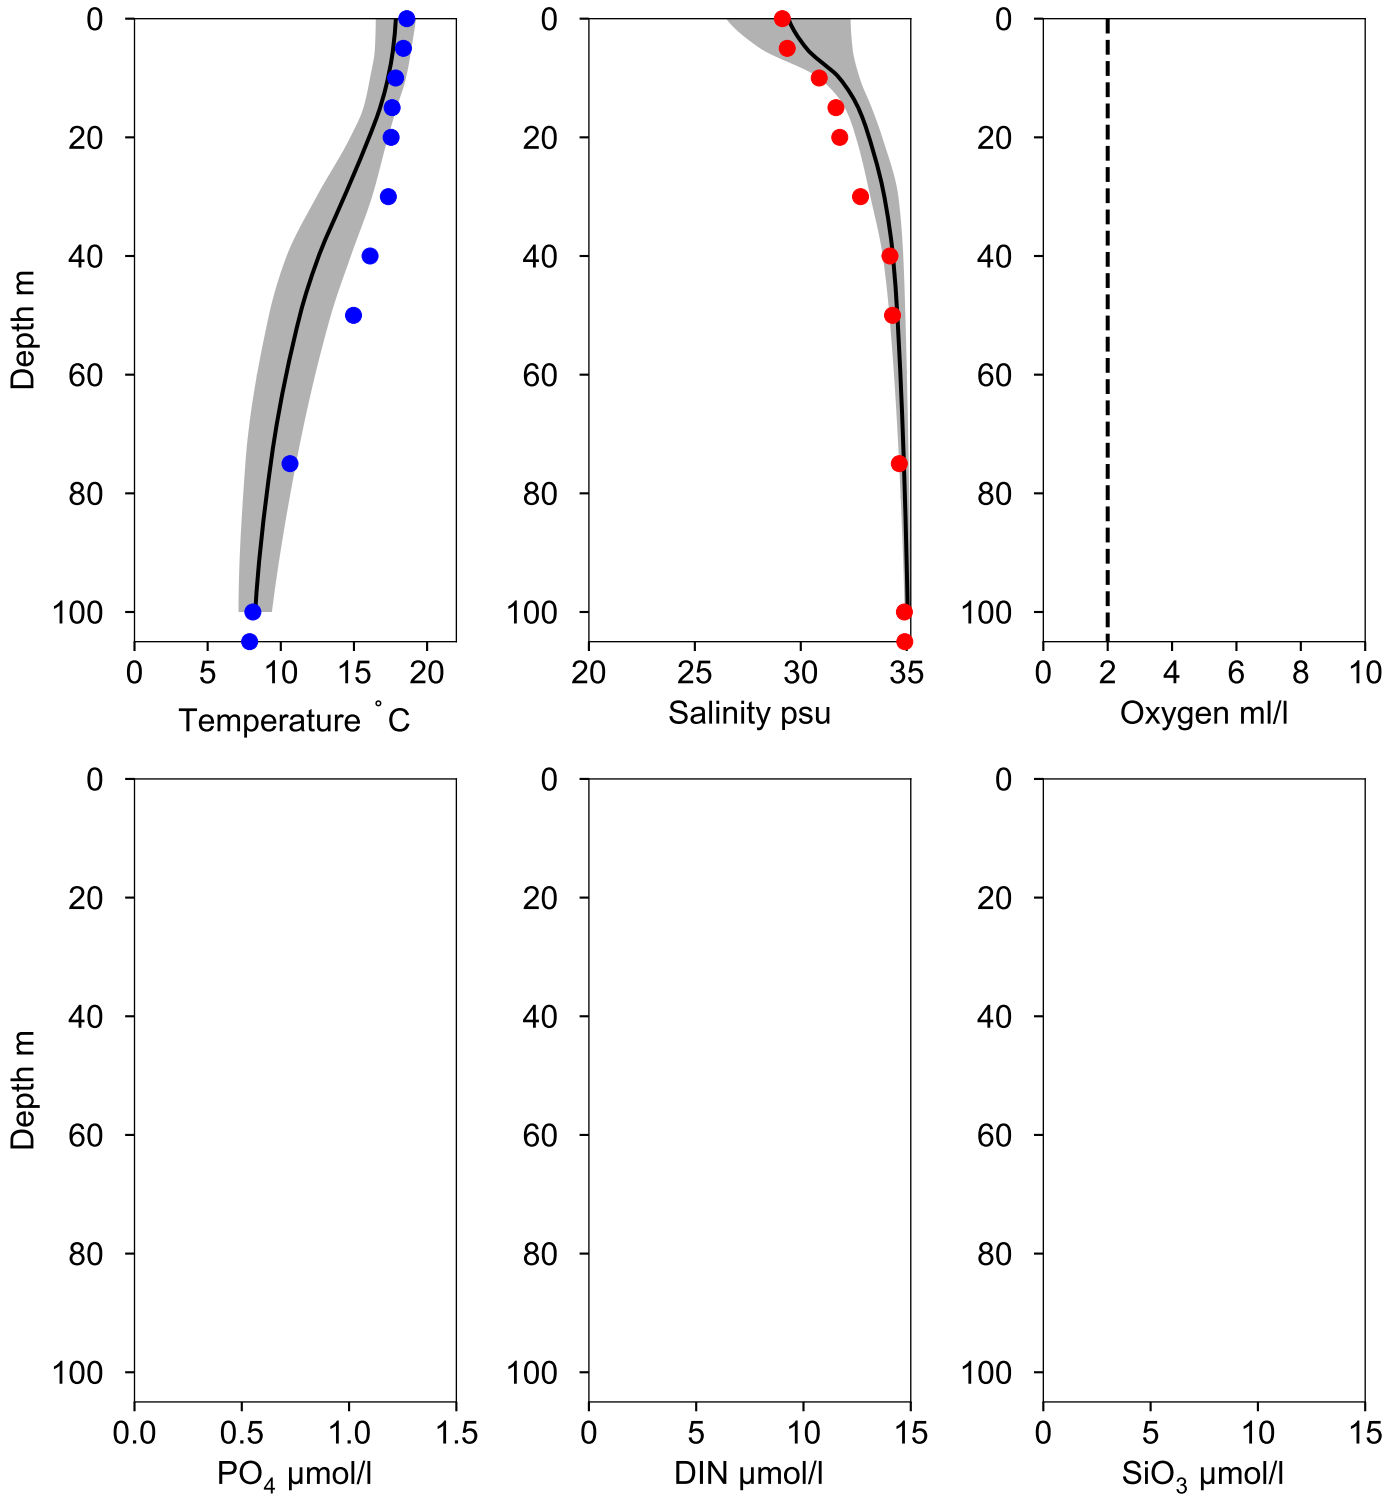 0
20
40
60
80
100
Depth m
0 5 10 15 20
Temperature °C
0
20
40
60
80
100
20 25 30 35
Salinity psu
0
20
40
60
80
100
0 2 4 6 8 10
Oxygen ml/l
0
20
40
60
80
100
Depth m
0.0 0.5 1.0 1.5
PO₄ µmol/l
0
20
40
60
80
100
0 5 10 15
DIN µmol/l
0
20
40
60
80
100
0 5 10 15
SiO₃ µmol/l